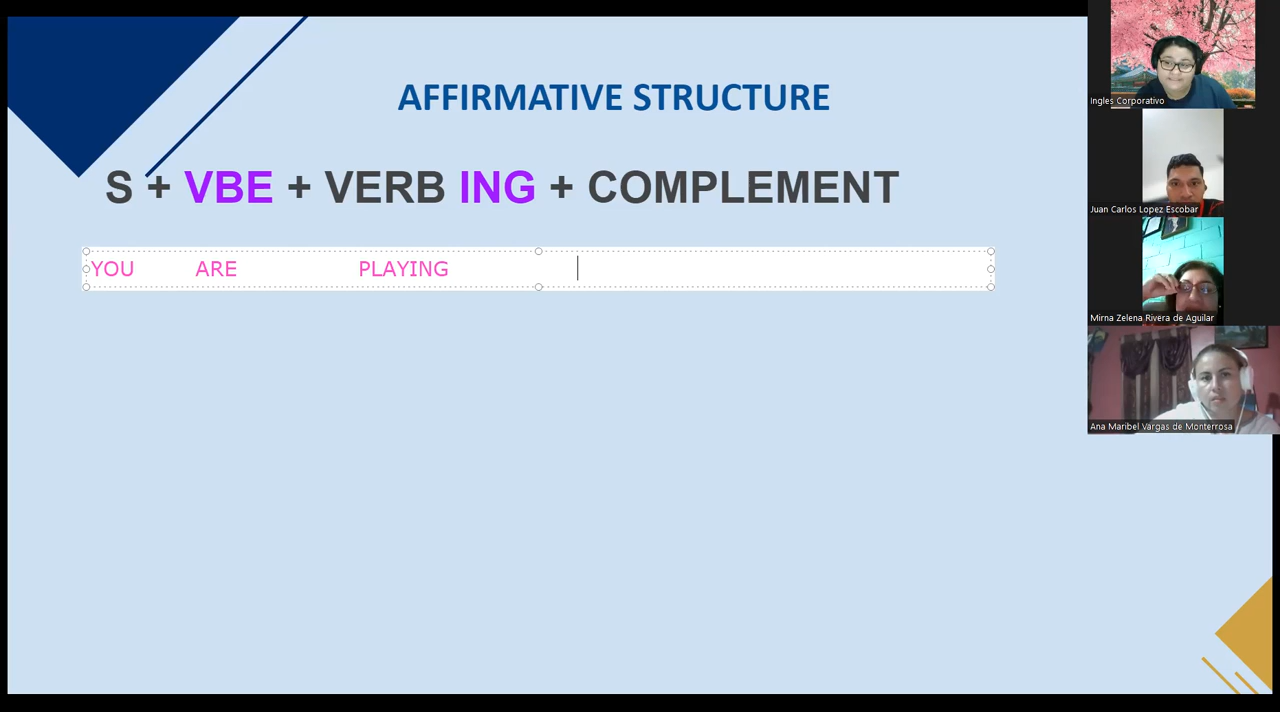 AFFIRMATIVE STRUCTURE
S + VBE + VERB ING + COMPLEMENT
YOU ARE PLAYING
Ingles Corporativo
Juan Carlos Lopez Escobar
Mirna Zelena Rivera de Aguilar
Ana Maribel Vargas de Monterrosa